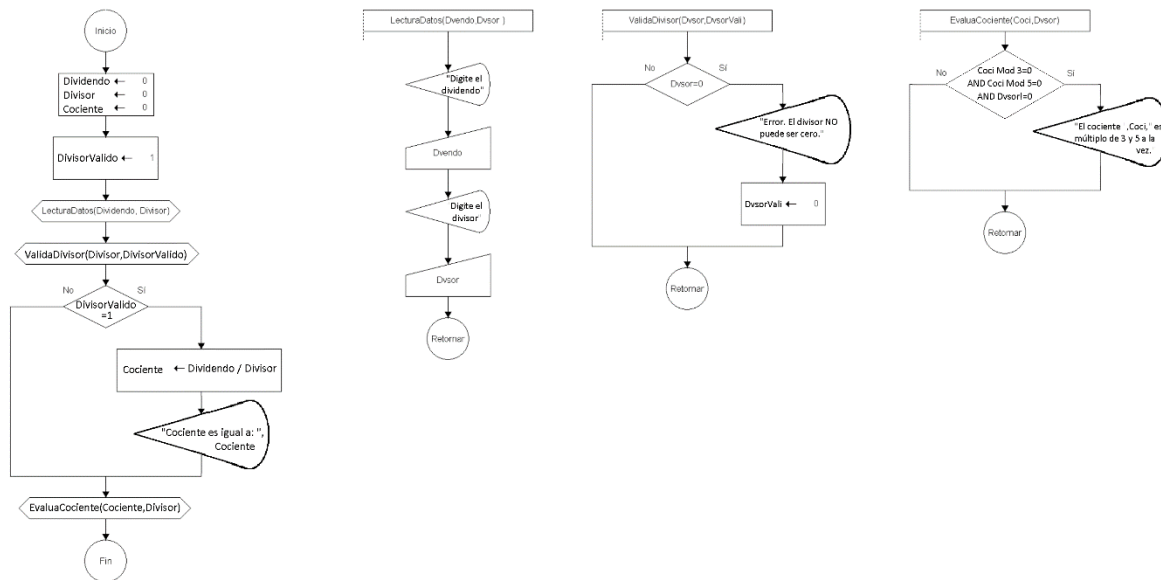 Inicio
Dividendo ← 0
Divisor ← 0
Cociente ← 0
DivisorValido ← 1
LecturaDatos(Dividendo, Divisor)
ValidaDivisor(Divisor,DivisorValido)
No
Sí
DivisorValido
=1
Cociente ← Dividendo / Divisor
"Cociente es igual a: ",
Cociente
EvaluaCociente(Cociente,Divisor)
Fin
LecturaDatos(Dvendo,Dvsor )
"Digite el
dividendo"
Dvendo
Digite el
divisor"
Dvsor
Retornar
ValidaDivisor(Dvsor,DvsorVali)
No
Sí
Dvsor=0
"Error. El divisor NO
puede ser cero."
DvsorVali ← 0
Retornar
EvaluaCociente(Coci,Dvsor)
No
Sí
Coci Mod 3=0
AND Coci Mod 5=0
AND Dvsor!=0
"El cociente ",Coci," es
múltiplo de 3 y 5 a la
vez.
Retornar